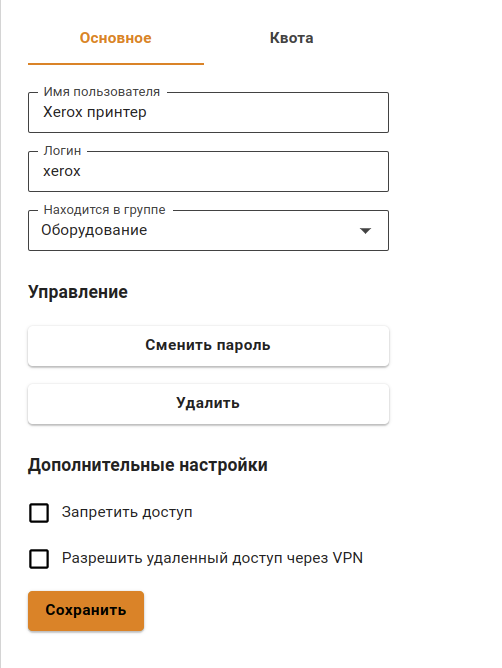 Основное Квота
Имя пользователя
Xerox принтер
Логин
xerox
Находится в группе
Оборудование
Управление
Сменить пароль
Удалить
Дополнительные настройки
Запретить доступ
Разрешить удаленный доступ через VPN
Сохранить